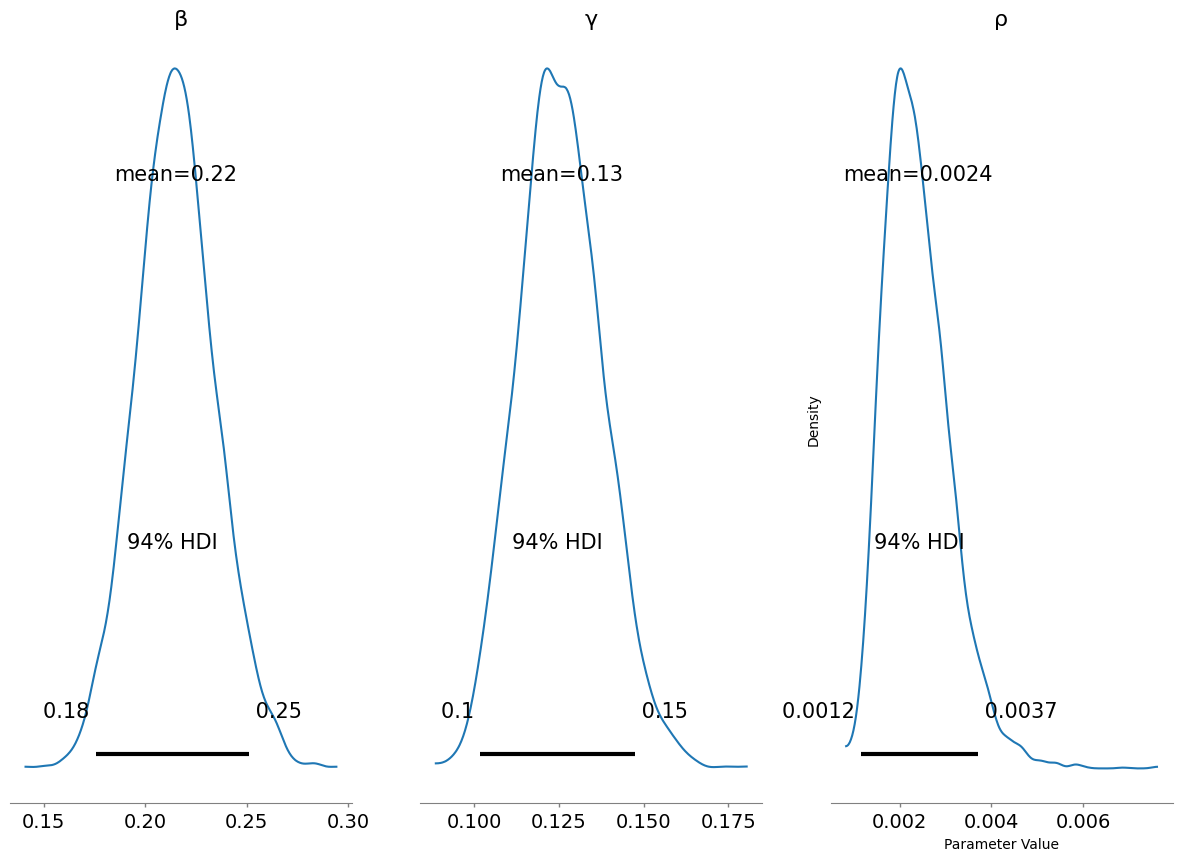 β
mean=0.22
94% HDI
0.18
0.25
0.15
0.20
0.25
0.30
γ
mean=0.13
94% HDI
0.1
0.15
0.100
0.125
0.150
0.175
ρ
mean=0.0024
Density
94% HDI
0.0012
0.0037
0.002
0.004
0.006
Parameter Value